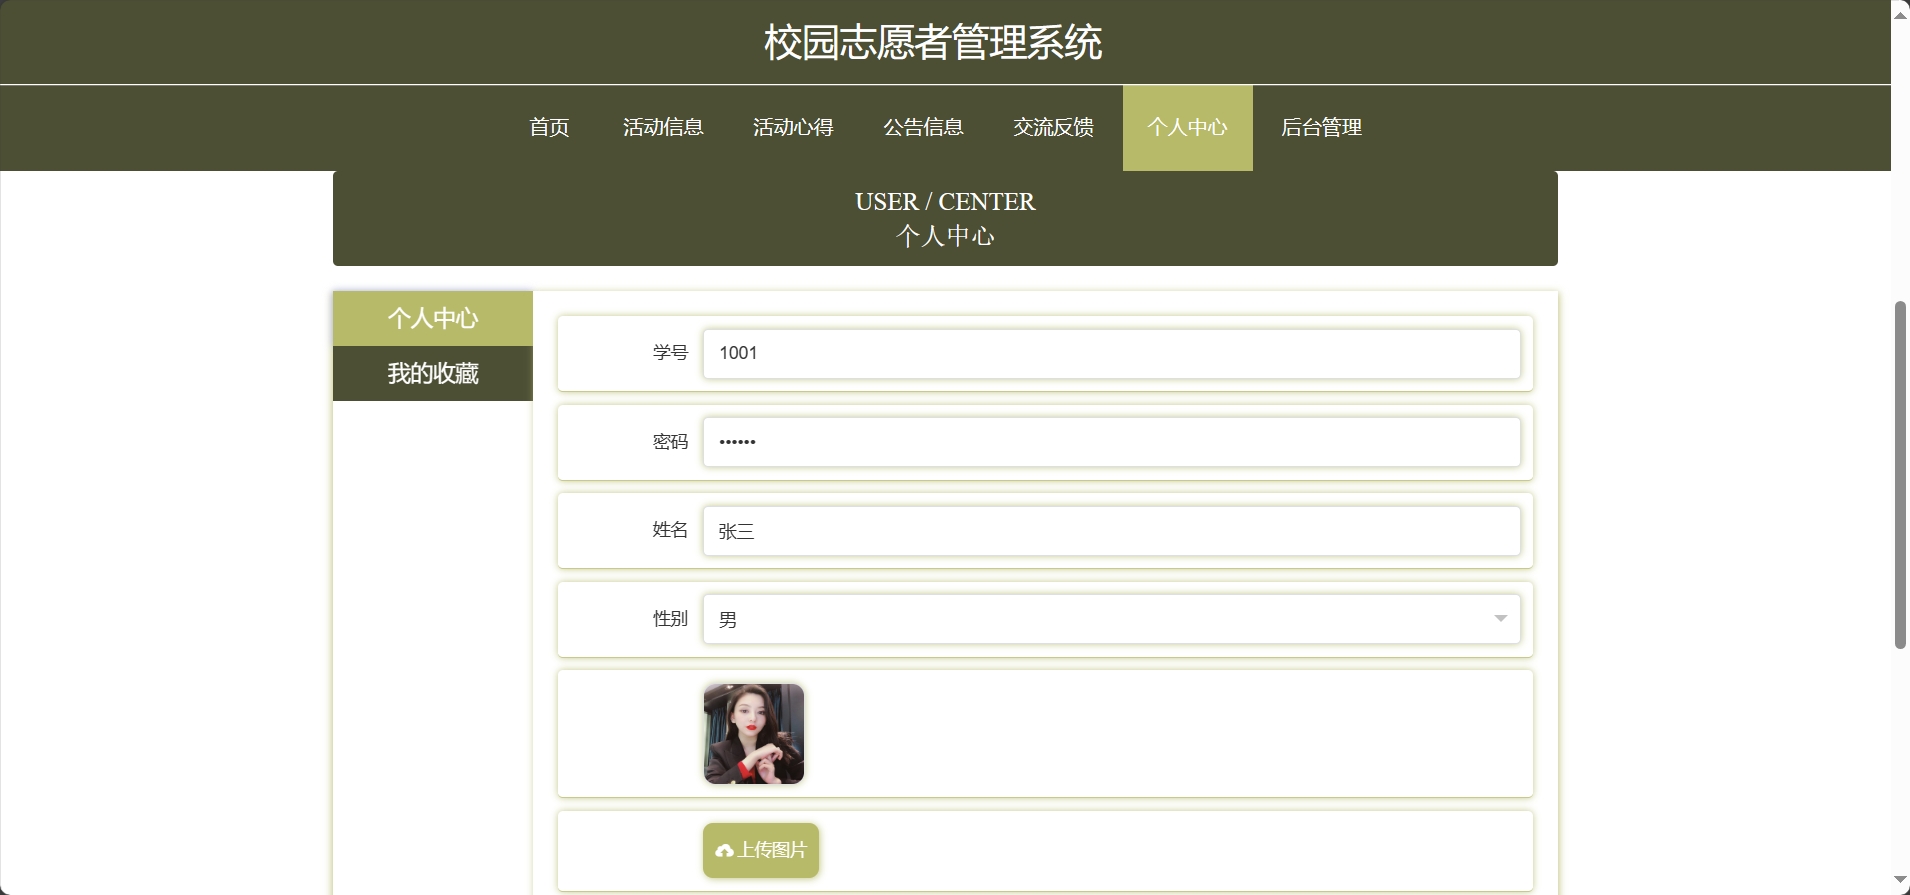 校园志愿者管理系统
首页 活动信息 活动心得 公告信息 交流反馈 个人中心 后台管理
USER / CENTER
个人中心
个人中心
我的收藏
学号 1001
密码 ••••••
姓名 张三
性别 男
上传图片